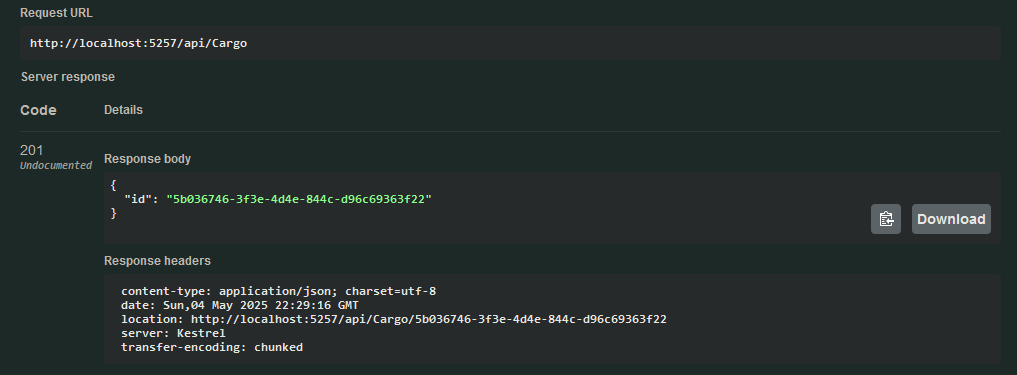 Request URL
http://localhost:5257/api/Cargo
Server response
Code Details
201
Undocumented
Response body
{
"id": "5b036746-3f3e-4d4e-844c-d96c69363f22"
}
Download
Response headers
content-type: application/json; charset=utf-8
date: Sun,04 May 2025 22:29:16 GMT
location: http://localhost:5257/api/Cargo/5b036746-3f3e-4d4e-844c-d96c69363f22
server: Kestrel
transfer-encoding: chunked